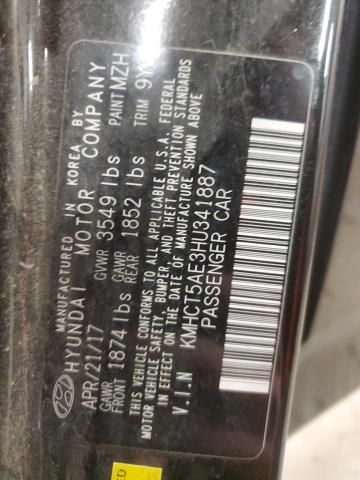 MANUFACTURED IN KOREA BY
HYUNDAI MOTOR COMPANY
APR/21/17 GVWR 3549 lbs PAINT MZH
GAWR FRONT 1874 lbs GAWR REAR 1852 lbs TRIM
THIS VEHICLE CONFORMS TO ALL APPLICABLE U.S.A. FEDERAL
MOTOR VEHICLE SAFETY, BUMPER, AND THEFT PREVENTION STANDARDS
IN EFFECT ON THE DATE OF MANUFACTURE SHOWN ABOVE
V.I.N KMHCT5AE3HU341887
PASSENGER CAR